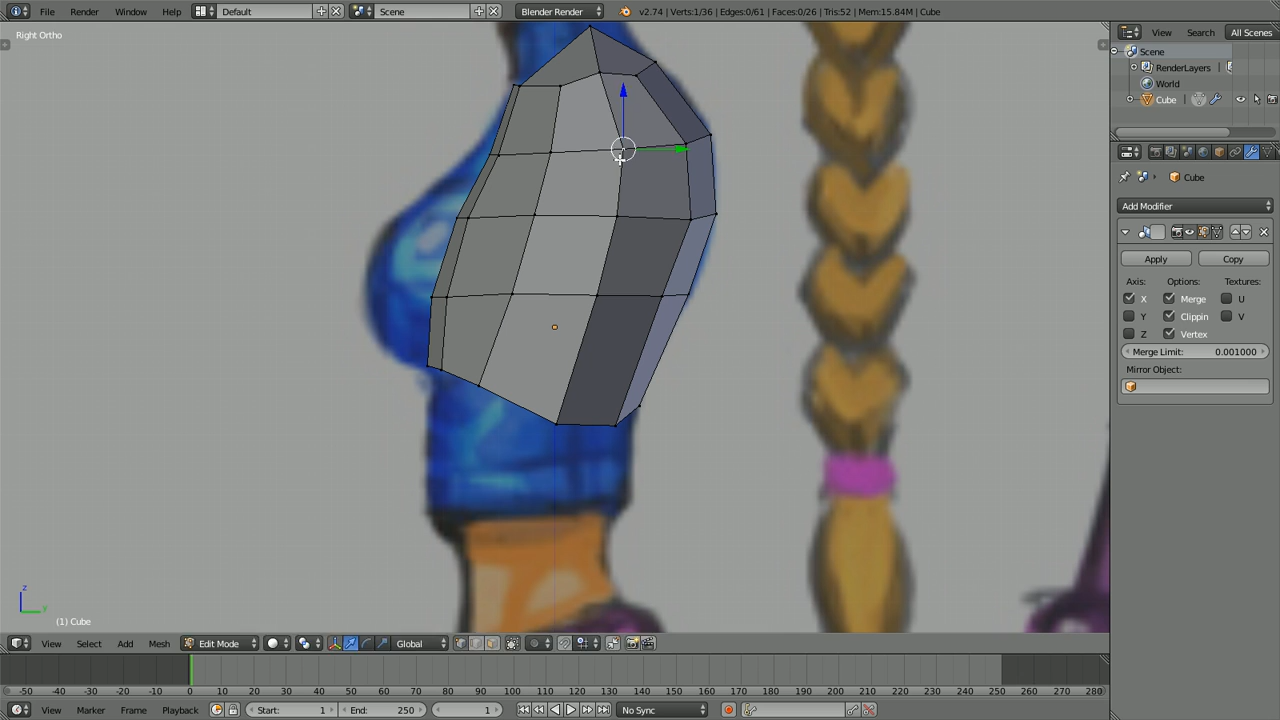 File Render Window Help Default Scene Blender Render v2.74 | Verts:1/36 | Edges:0/61 | Faces:0/26 | Tris:52 | Mem:15.84M | Cube
Right Ortho
View Search All Scenes
Scene
RenderLayers
World
Cube
Cube
Add Modifier
Apply Copy
Axis: Options: Textures:
X Merge U
Y Clippin V
Z Vertex
Merge Limit: 0.001000
Mirror Object:
z
y
(1) Cube
View Select Add Mesh Edit Mode Global
-50 -40 -30 -20 -10 0 10 20 30 40 50 60 70 80 90 100 110 120 130 140 150 160 170 180 190 200 210 220 230 240 250 260 270 280
View Marker Frame Playback Start: 1 End: 250 1 No Sync